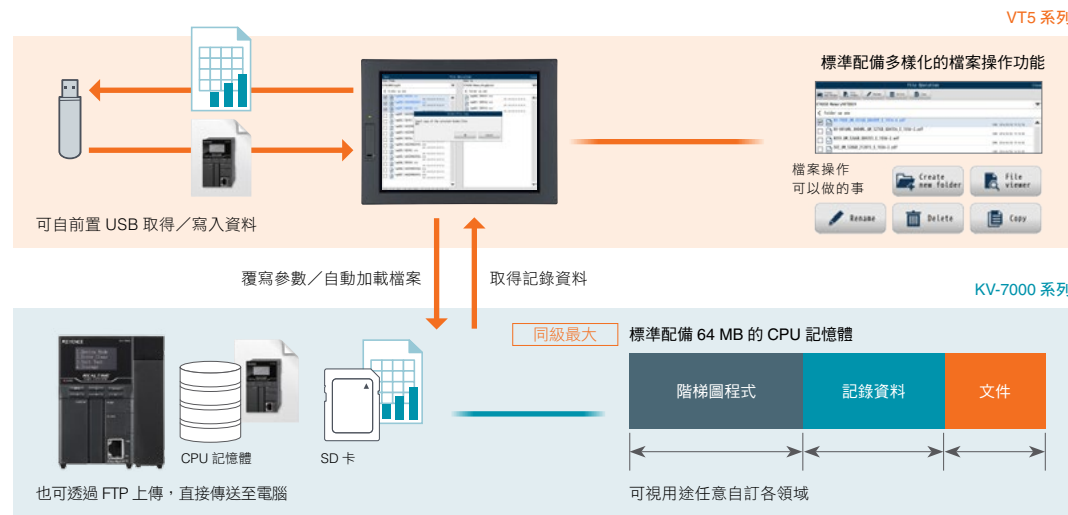 VT5 系列
標準配備多樣化的檔案操作功能
File Operation
檔案操作
可以做的事
Create
new folder
File
viewer
Rename
Delete
Copy
可自前置 USB 取得／寫入資料
覆寫參數／自動加載檔案
取得記錄資料
KV-7000 系列
同級最大
標準配備 64 MB 的 CPU 記憶體
階梯圖程式
記錄資料
文件
CPU 記憶體
SD 卡
也可透過 FTP 上傳，直接傳送至電腦
可視用途任意自訂各領域